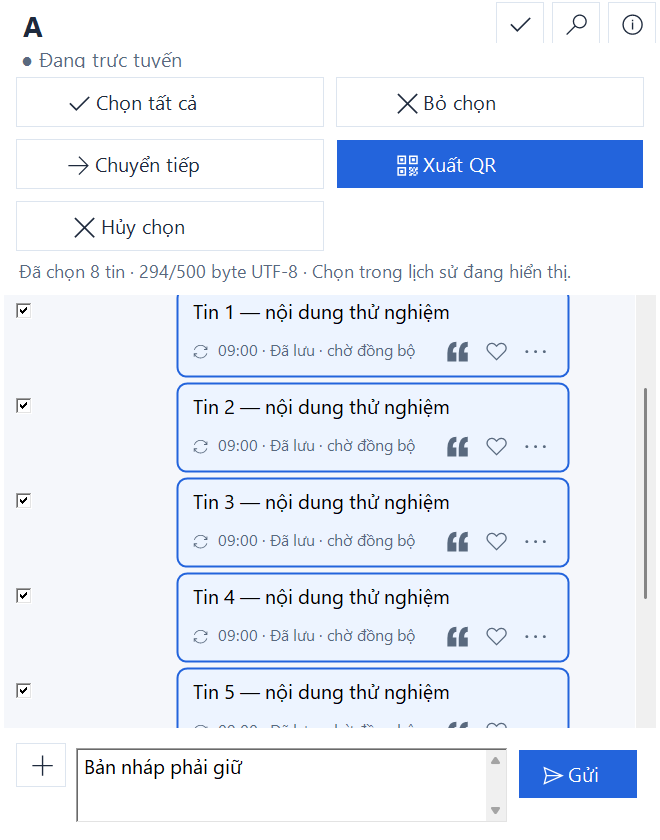 A
● Đang trực tuyến
Chọn tất cả
Bỏ chọn
Chuyển tiếp
Xuất QR
Hủy chọn
Đã chọn 8 tin · 294/500 byte UTF-8 · Chọn trong lịch sử đang hiển thị.
Tin 1 — nội dung thử nghiệm
09:00 · Đã lưu · chờ đồng bộ
Tin 2 — nội dung thử nghiệm
09:00 · Đã lưu · chờ đồng bộ
Tin 3 — nội dung thử nghiệm
09:00 · Đã lưu · chờ đồng bộ
Tin 4 — nội dung thử nghiệm
09:00 · Đã lưu · chờ đồng bộ
Tin 5 — nội dung thử nghiệm
Bản nháp phải giữ
Gửi